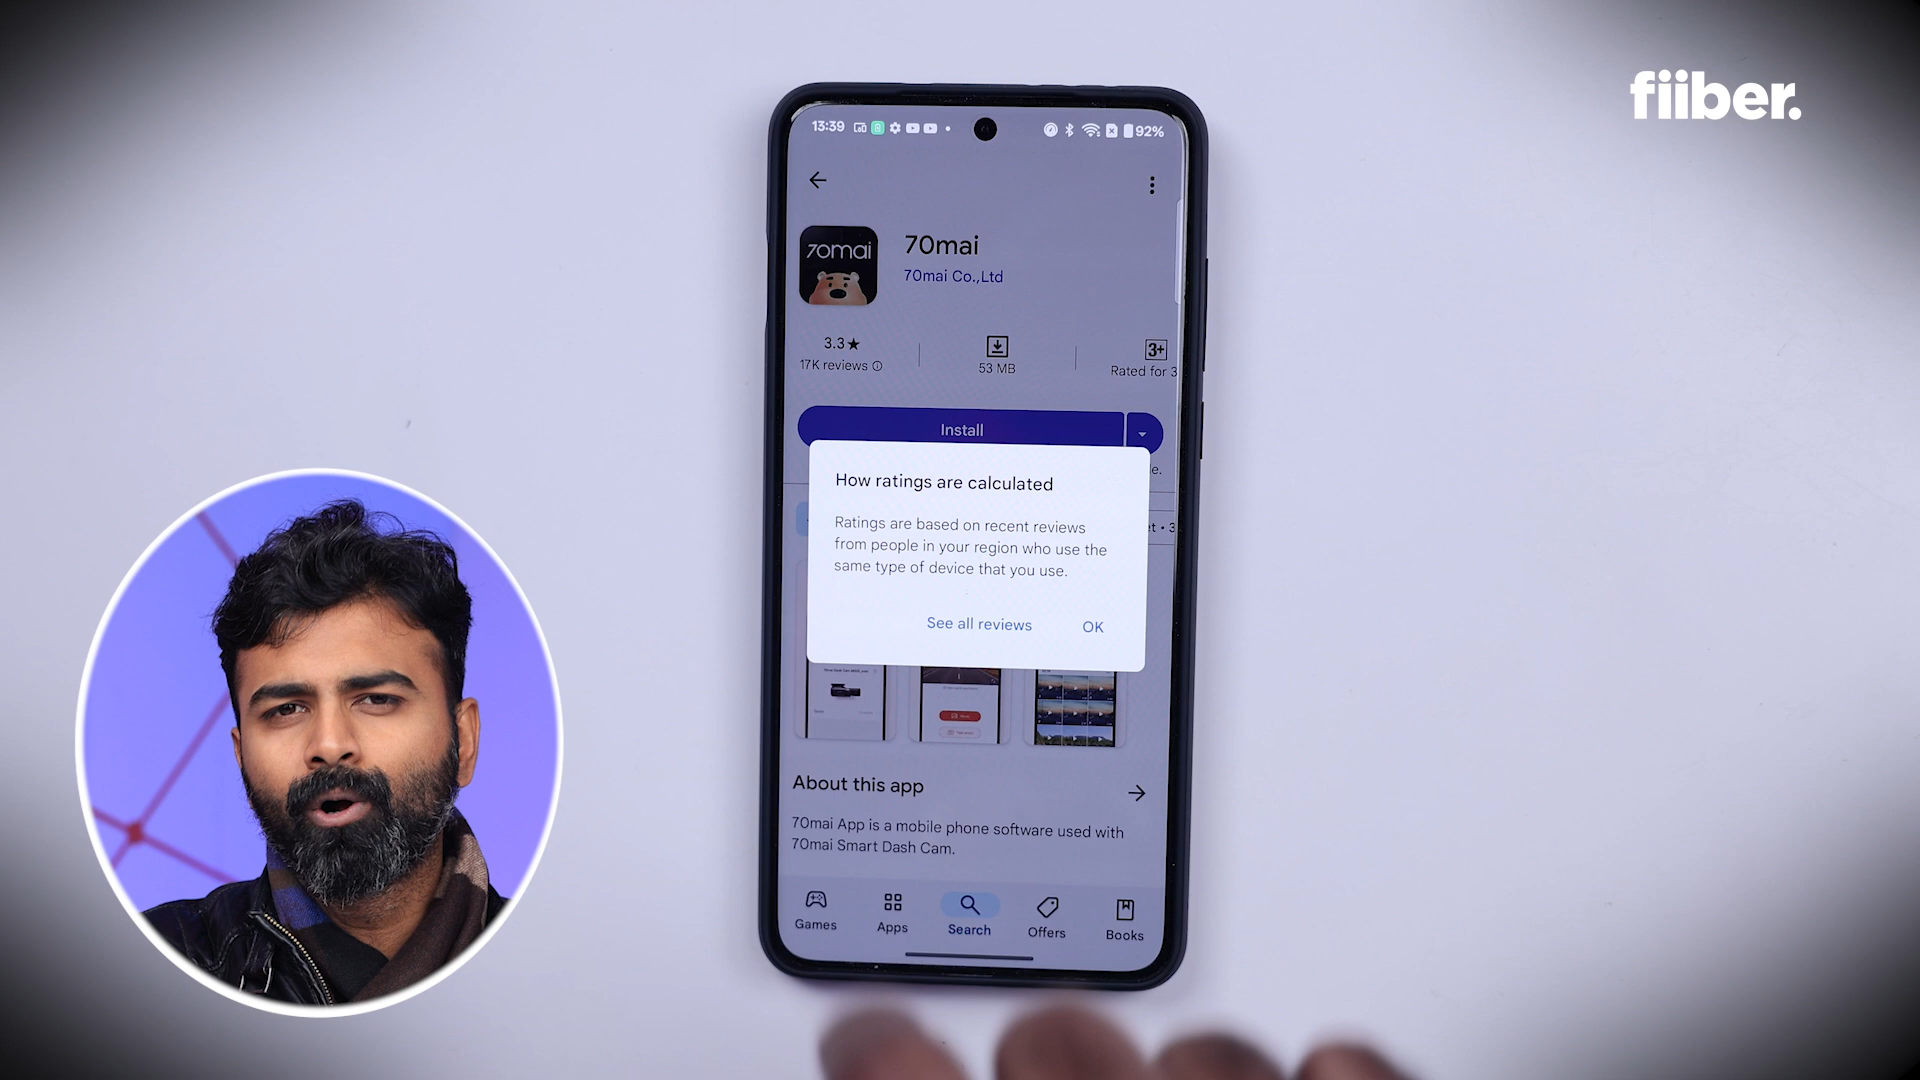 fiiber.
13:39
92%
70mai
70mai
70mai Co.,Ltd
3.3★
17K reviews
53 MB
3+
Rated for 3
Install
e.
How ratings are calculated
Ratings are based on recent reviews
from people in your region who use the
same type of device that you use.
See all reviews
OK
et • 3
About this app
70mai App is a mobile phone software used with
70mai Smart Dash Cam.
Games
Apps
Search
Offers
Books